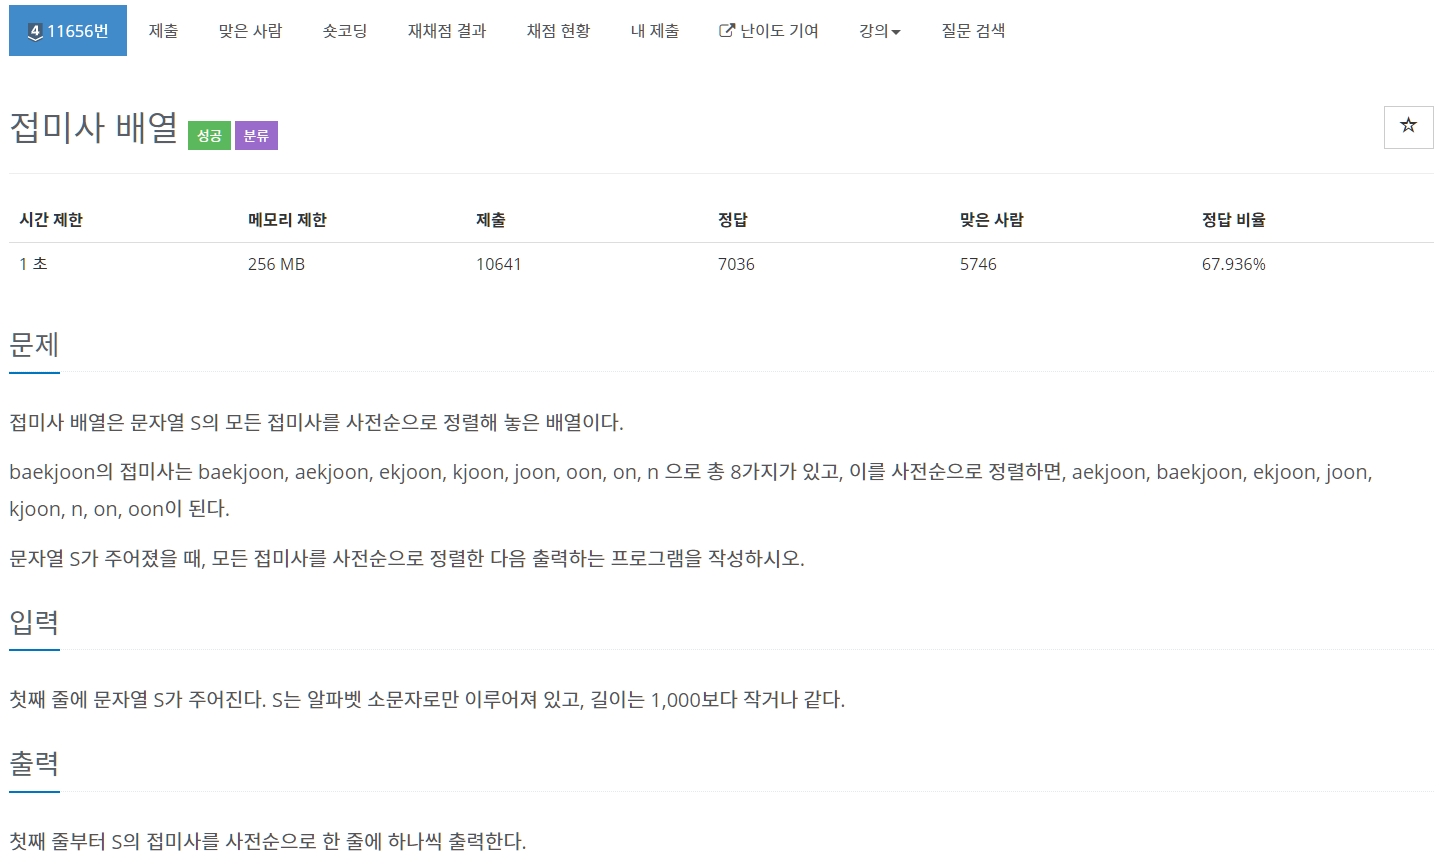 4 11656번 제출 맞은 사람 숏코딩 재채점 결과 채점 현황 내 제출 난이도 기여 강의 질문 검색
접미사 배열 성공 분류
시간 제한 메모리 제한 제출 정답 맞은 사람 정답 비율
1 초 256 MB 10641 7036 5746 67.936%
문제
접미사 배열은 문자열 S의 모든 접미사를 사전순으로 정렬해 놓은 배열이다.
baekjoon의 접미사는 baekjoon, aekjoon, ekjoon, kjoon, joon, oon, on, n 으로 총 8가지가 있고, 이를 사전순으로 정렬하면, aekjoon, baekjoon, ekjoon, joon,
kjoon, n, on, oon이 된다.
문자열 S가 주어졌을 때, 모든 접미사를 사전순으로 정렬한 다음 출력하는 프로그램을 작성하시오.
입력
첫째 줄에 문자열 S가 주어진다. S는 알파벳 소문자로만 이루어져 있고, 길이는 1,000보다 작거나 같다.
출력
첫째 줄부터 S의 접미사를 사전순으로 한 줄에 하나씩 출력한다.